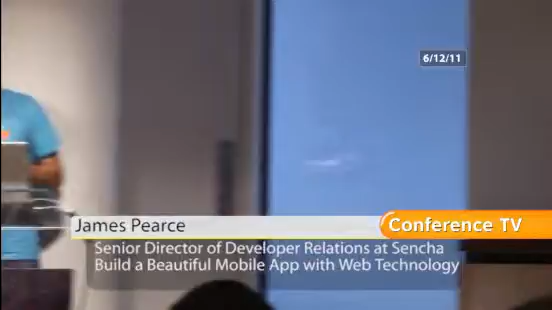 6/12/11
James Pearce
Conference TV
Senior Director of Developer Relations at Sencha
Build a Beautiful Mobile App with Web Technology